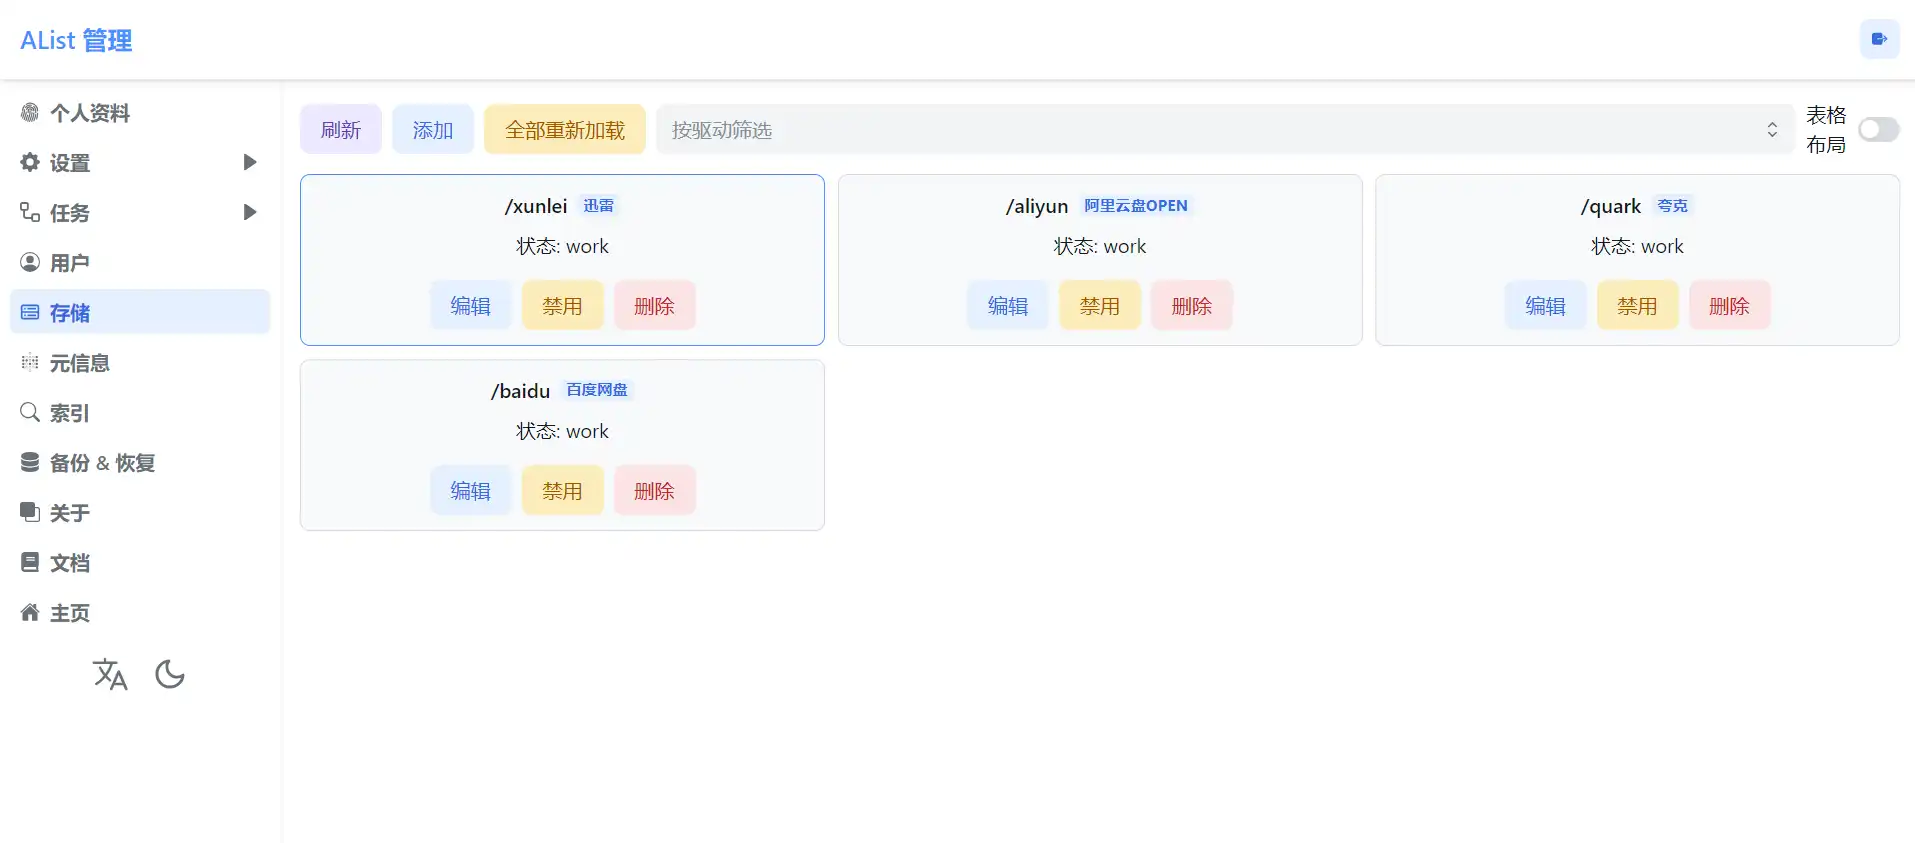 AList 管理
个人资料
设置
任务
用户
存储
元信息
索引
备份 & 恢复
关于
文档
主页
刷新 添加 全部重新加载 按驱动筛选 表格布局
/xunlei 迅雷
状态: work
编辑 禁用 删除
/aliyun 阿里云盘OPEN
状态: work
编辑 禁用 删除
/quark 夸克
状态: work
编辑 禁用 删除
/baidu 百度网盘
状态: work
编辑 禁用 删除